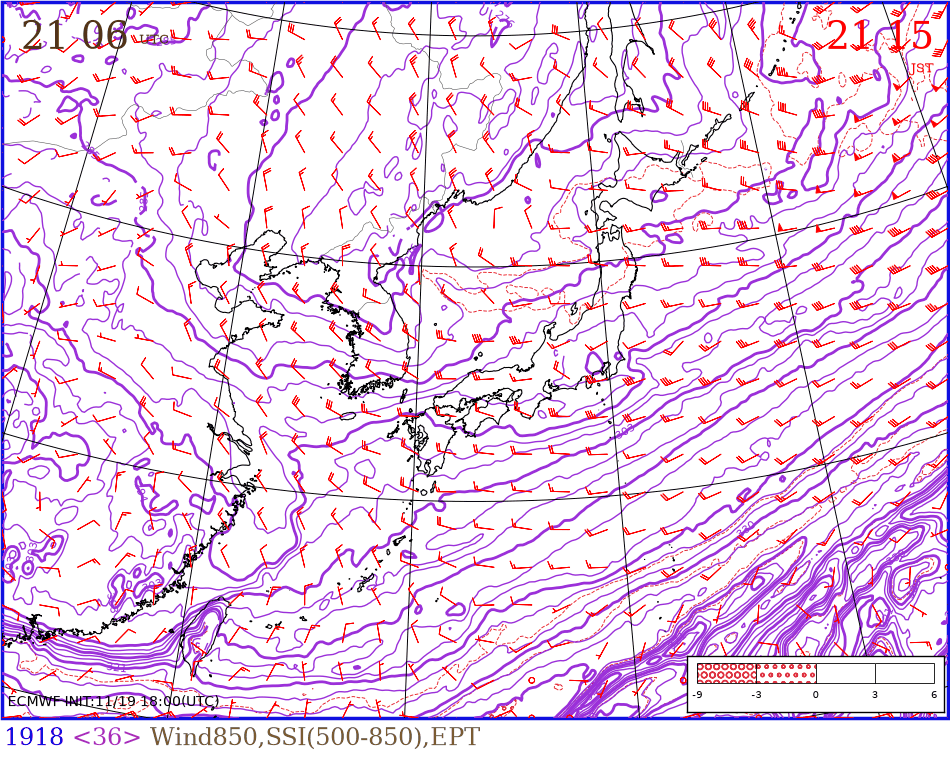 21 06 UTC
21 15
JST
303
ECMWF INIT:11/19 18:00(UTC)
-9 -3 0 3 6
1918 <36> Wind850,SSI(500-850),EPT